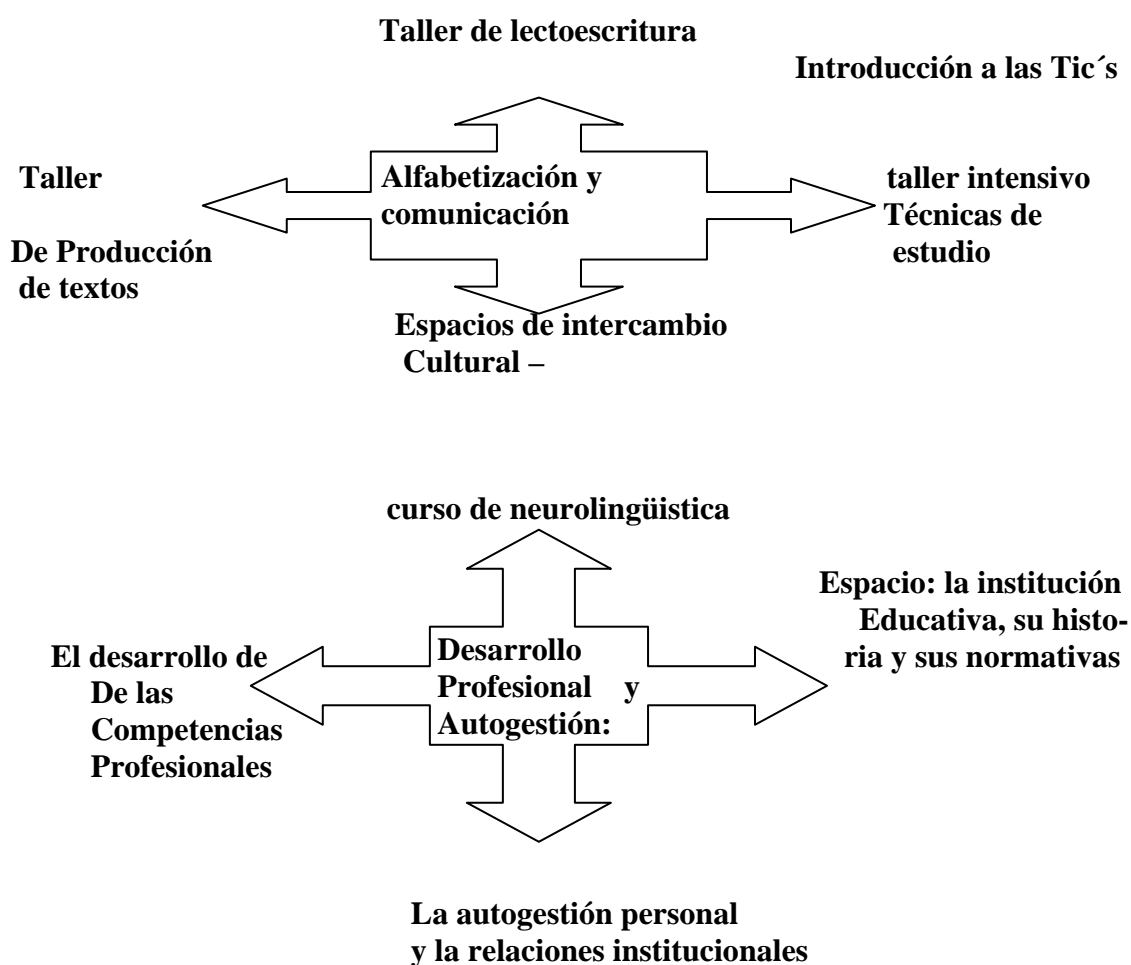 Taller de lectoescritura
Introducción a las Tic´s
Taller
De Producción
de textos
Alfabetización y
comunicación
taller intensivo
Técnicas de
estudio
Espacios de intercambio
Cultural –
curso de neurolingüistica
El desarrollo de
De las
Competencias
Profesionales
Desarrollo
Profesional y
Autogestión:
Espacio: la institución
Educativa, su histo-
ria y sus normativas
La autogestión personal
y la relaciones institucionales